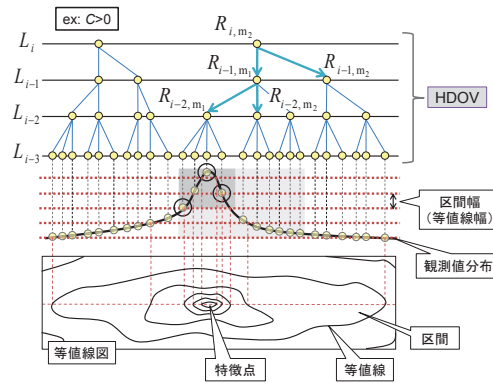 ex: C>0
L_i
R_{i, m_2}
HDOV
L_{i-1}
R_{i-1, m_1}
R_{i-1, m_2}
L_{i-2}
R_{i-2, m_1}
R_{i-2, m_2}
L_{i-3}
区間幅
(等値線幅)
観測値分布
区間
等値線図
特徴点
等値線